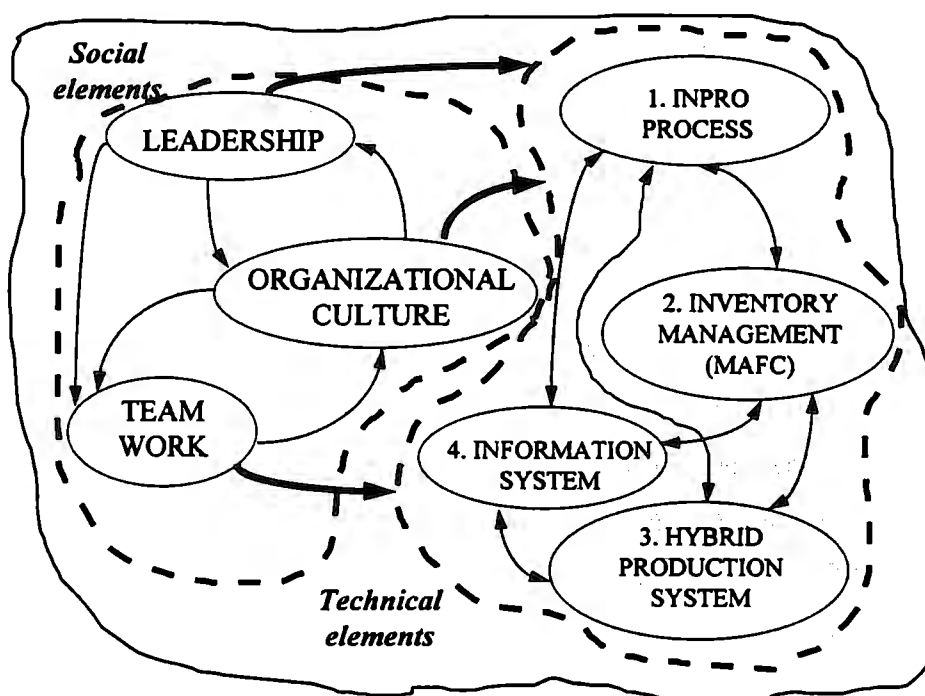 Social
elements
LEADERSHIP
ORGANIZATIONAL
CULTURE
TEAM
WORK
1. INPRO
PROCESS
2. INVENTORY
MANAGEMENT
(MAFC)
4. INFORMATION
SYSTEM
3. HYBRID
PRODUCTION
SYSTEM
Technical
elements